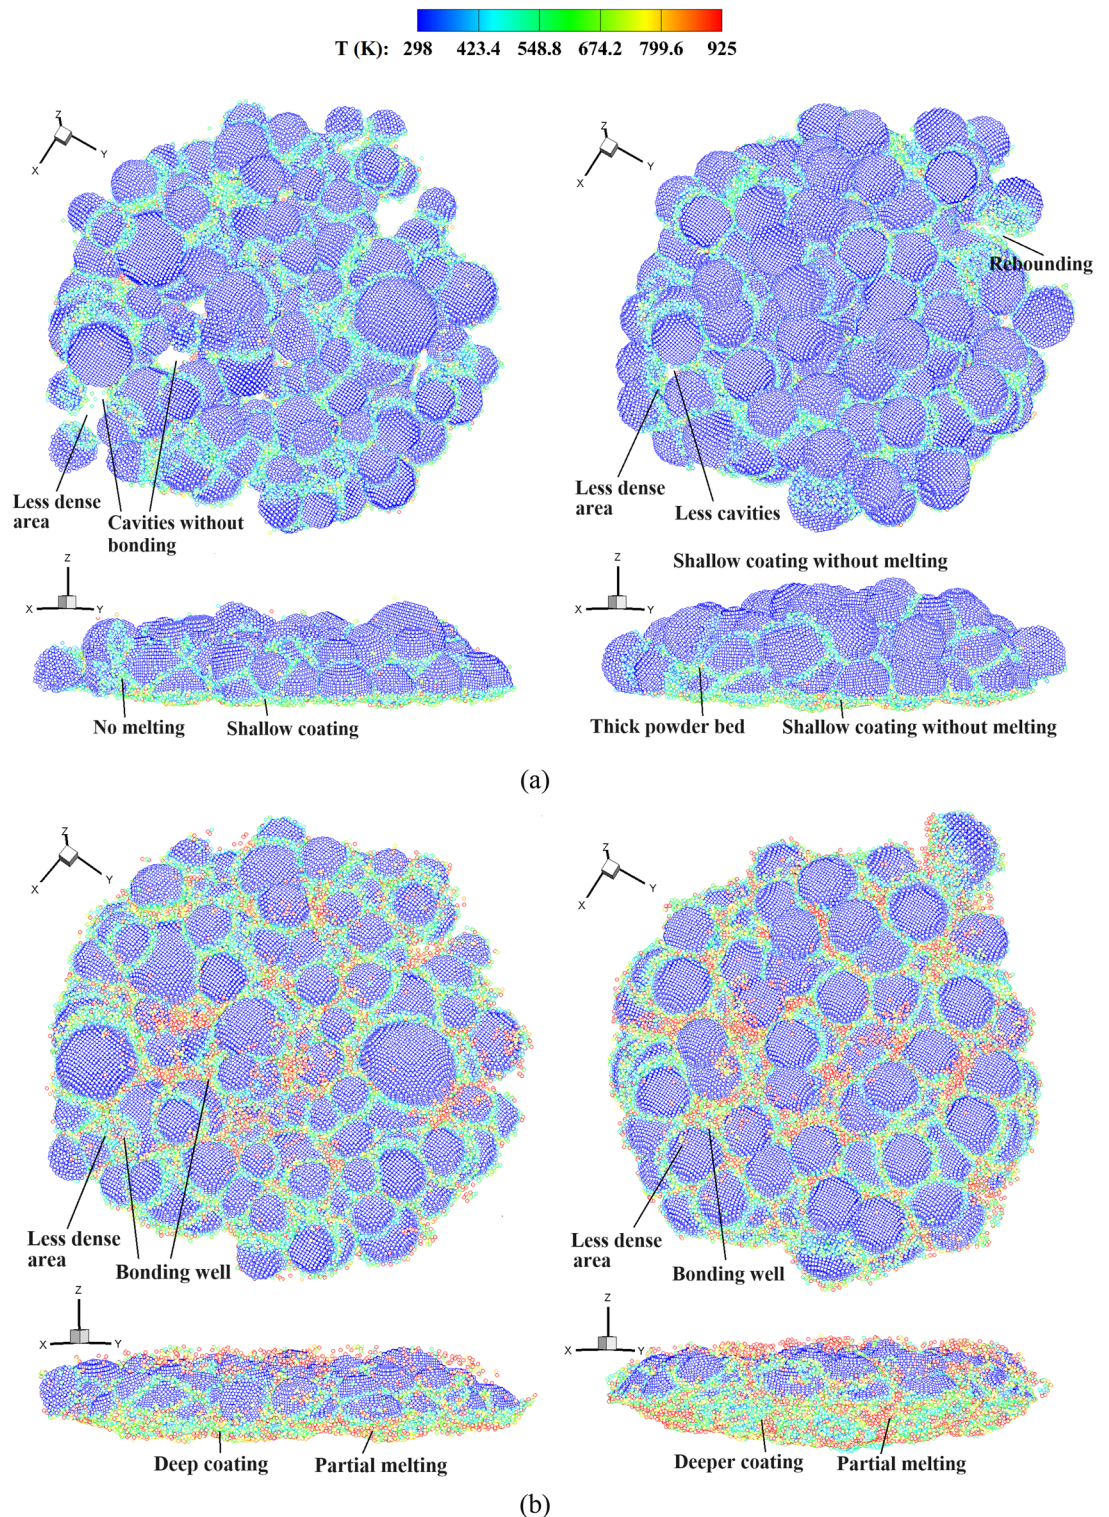 T (K): 298 423.4 548.8 674.2 799.6 925
Z
X
Y
Z
X
Y
Rebounding
Less dense
area
Cavities without
bonding
Less dense
area
Less cavities
Shallow coating without melting
Z
X
Y
Z
X
Y
No melting
Shallow coating
Thick powder bed
Shallow coating without melting
(a)
Z
X
Y
Z
X
Y
Less dense
area
Bonding well
Less dense
area
Bonding well
Z
X
Y
Z
X
Y
Deep coating
Partial melting
Deeper coating
Partial melting
(b)